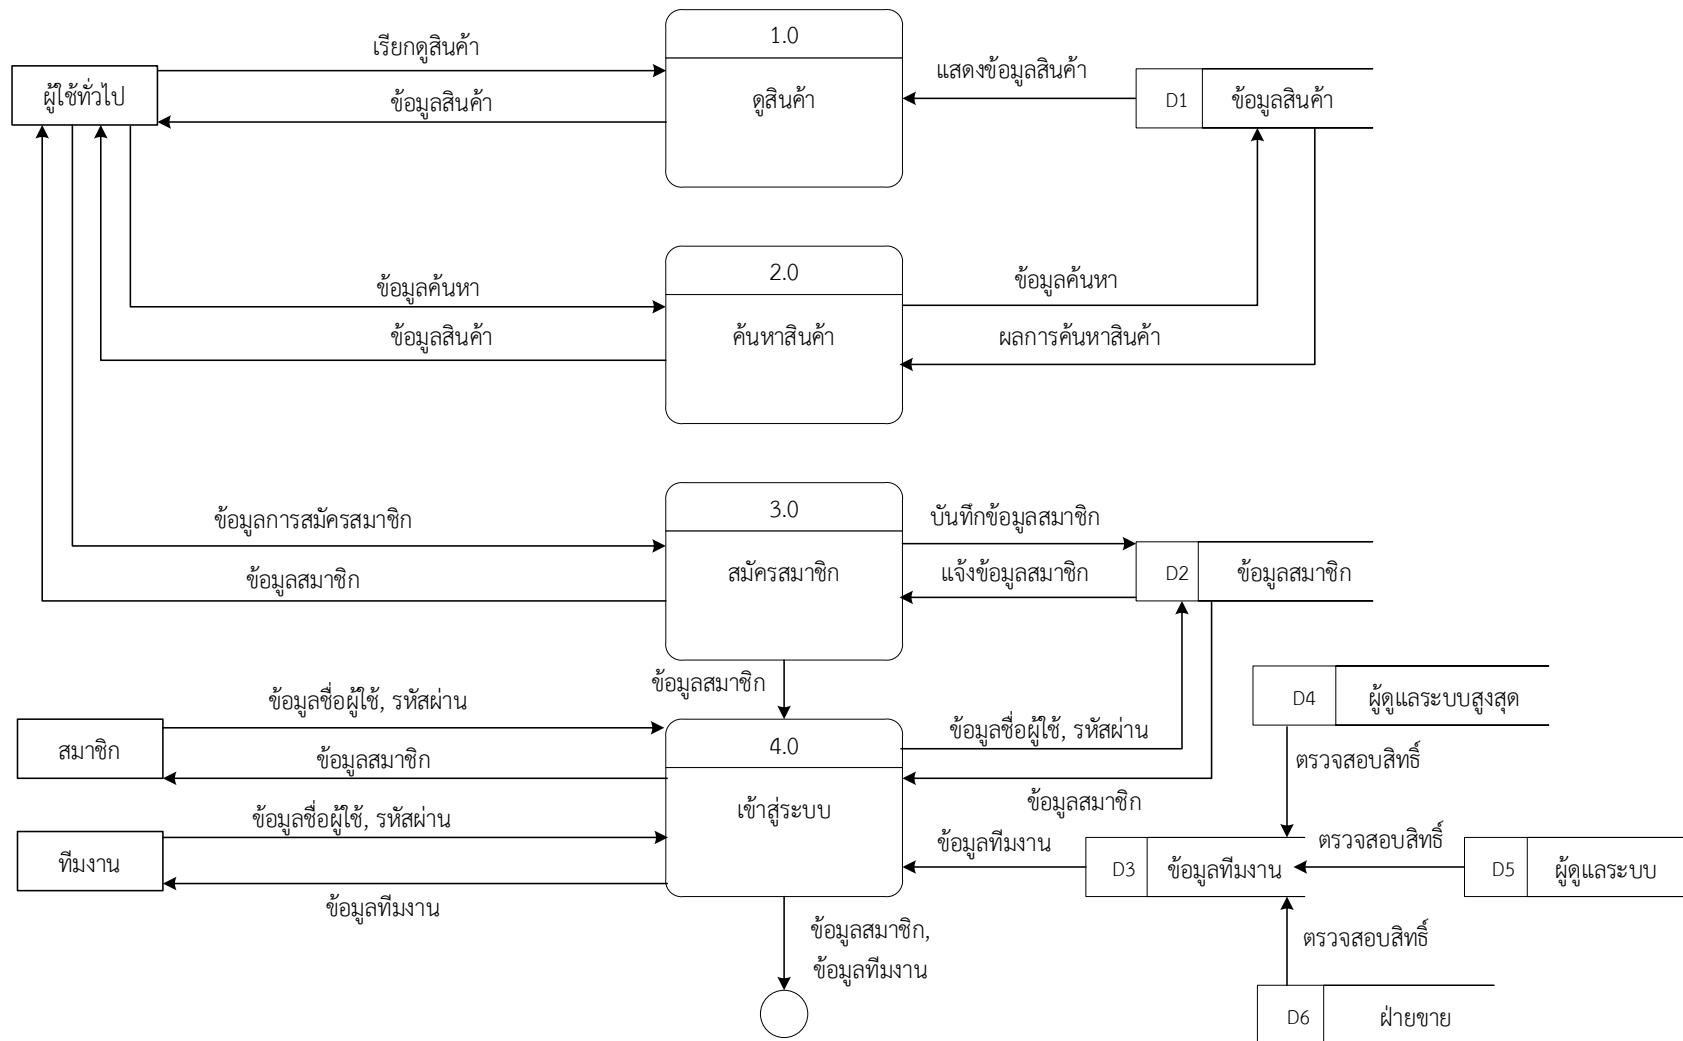 1.0
เรียกดูสินค้า
แสดงข้อมูลสินค้า
ผู้ใช้ทั่วไป
ข้อมูลสินค้า
ดูสินค้า
D1
ข้อมูลสินค้า
2.0
ข้อมูลค้นหา
ข้อมูลค้นหา
ข้อมูลสินค้า
ค้นหาสินค้า
ผลการค้นหาสินค้า
3.0
ข้อมูลการสมัครสมาชิก
บันทึกข้อมูลสมาชิก
ข้อมูลสมาชิก
สมัครสมาชิก
แจ้งข้อมูลสมาชิก
D2
ข้อมูลสมาชิก
ข้อมูลสมาชิก
ข้อมูลชื่อผู้ใช้, รหัสผ่าน
D4
ผู้ดูแลระบบสูงสุด
สมาชิก
ข้อมูลสมาชิก
4.0
ข้อมูลชื่อผู้ใช้, รหัสผ่าน
ตรวจสอบสิทธิ์
ข้อมูลสมาชิก
ข้อมูลชื่อผู้ใช้, รหัสผ่าน
เข้าสู่ระบบ
ข้อมูลทีมงาน
ตรวจสอบสิทธิ์
ทีมงาน
D3
ข้อมูลทีมงาน
D5
ผู้ดูแลระบบ
ข้อมูลทีมงาน
ข้อมูลสมาชิก,
ข้อมูลทีมงาน
ตรวจสอบสิทธิ์
D6
ฝ่ายขาย